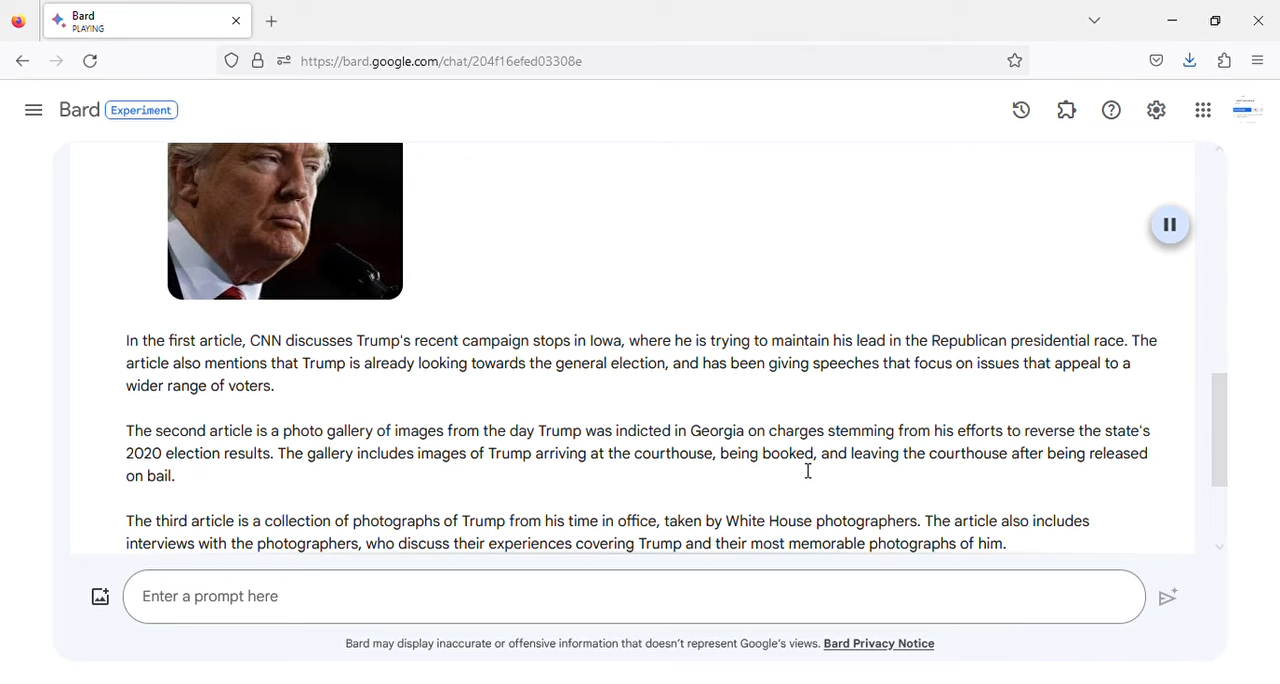 Bard
PLAYING
https://bard.google.com/chat/204f16efed03308e
Bard Experiment
In the first article, CNN discusses Trump's recent campaign stops in Iowa, where he is trying to maintain his lead in the Republican presidential race. The
article also mentions that Trump is already looking towards the general election, and has been giving speeches that focus on issues that appeal to a
wider range of voters.
The second article is a photo gallery of images from the day Trump was indicted in Georgia on charges stemming from his efforts to reverse the state's
2020 election results. The gallery includes images of Trump arriving at the courthouse, being booked, and leaving the courthouse after being released
on bail.
The third article is a collection of photographs of Trump from his time in office, taken by White House photographers. The article also includes
interviews with the photographers, who discuss their experiences covering Trump and their most memorable photographs of him.
Enter a prompt here
Bard may display inaccurate or offensive information that doesn't represent Google's views. Bard Privacy Notice